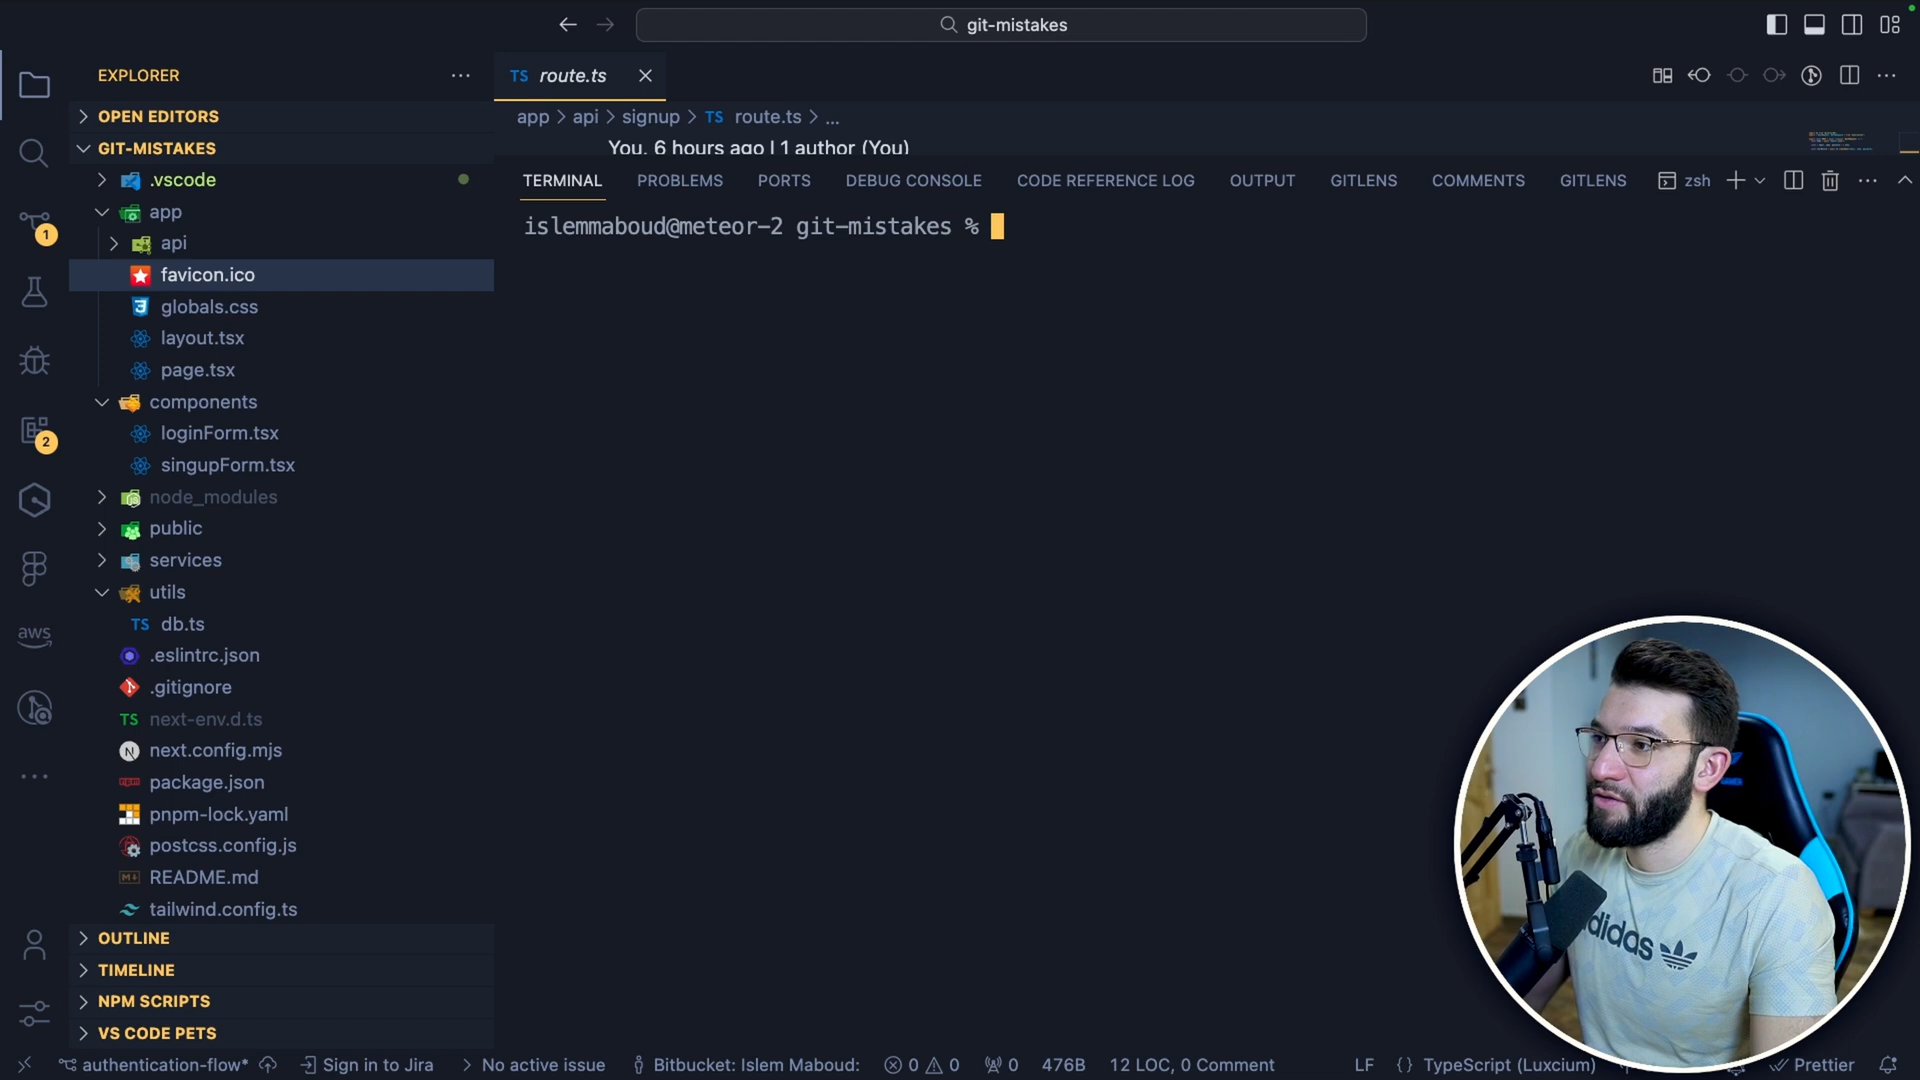 git-mistakes
EXPLORER
OPEN EDITORS
GIT-MISTAKES
.vscode
app
api
favicon.ico
globals.css
layout.tsx
page.tsx
components
loginForm.tsx
singupForm.tsx
node_modules
public
services
utils
TS db.ts
.eslintrc.json
.gitignore
TS next-env.d.ts
N next.config.mjs
package.json
pnpm-lock.yaml
postcss.config.js
README.md
tailwind.config.ts
OUTLINE
TIMELINE
NPM SCRIPTS
VS CODE PETS
1
2
aws
TS route.ts
app > api > signup > TS route.ts > ...
You, 6 hours ago | 1 author (You)
TERMINAL PROBLEMS PORTS DEBUG CONSOLE CODE REFERENCE LOG OUTPUT GITLENS COMMENTS GITLENS zsh
islemmaboud@meteor-2 git-mistakes %
adidas
authentication-flow* Sign in to Jira > No active issue Bitbucket: Islem Maboud: 0 0 0 476B 12 LOC, 0 Comment LF {} TypeScript (Luxcium) Prettier